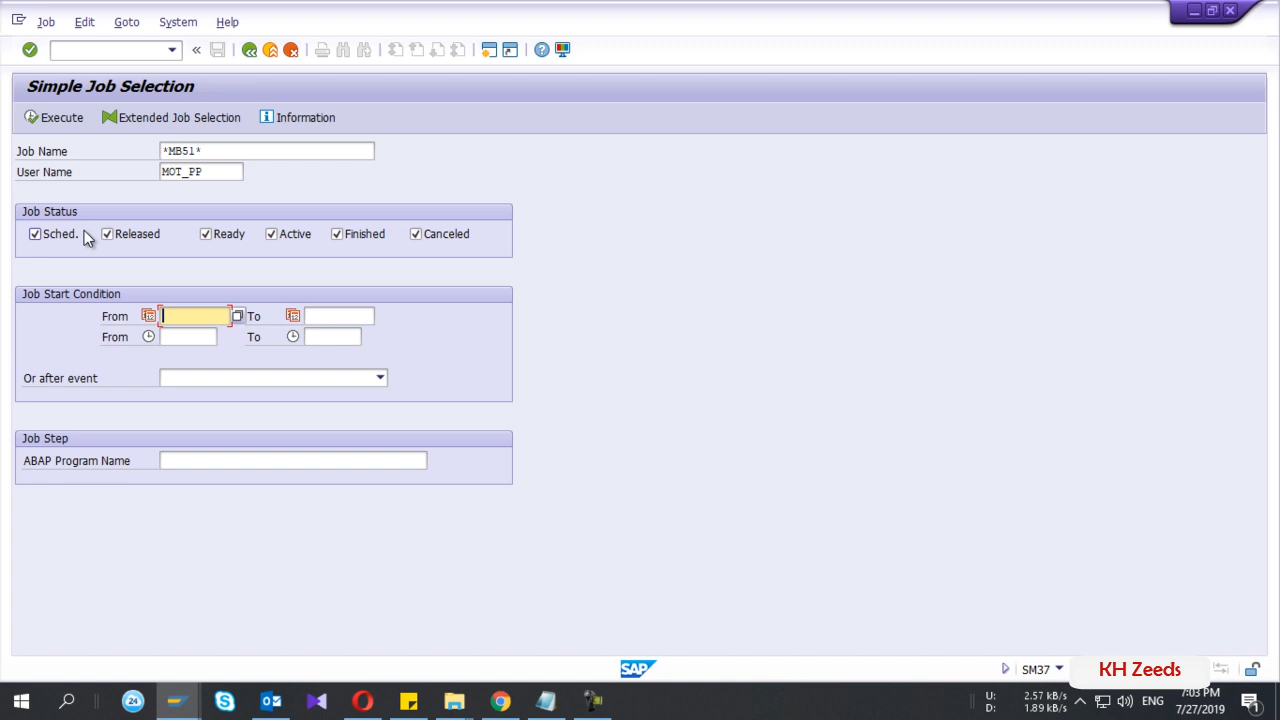 Job Edit Goto System Help
Simple Job Selection
Execute Extended Job Selection Information
Job Name *MB51*
User Name MOT_PP
Job Status
Sched. Released Ready Active Finished Canceled
Job Start Condition
From To
From To
Or after event
Job Step
ABAP Program Name
SAP SM37
KH Zeeds
24 U: 2.57 kB/s ENG 7:03 PM
D: 1.89 kB/s 7/27/2019 1